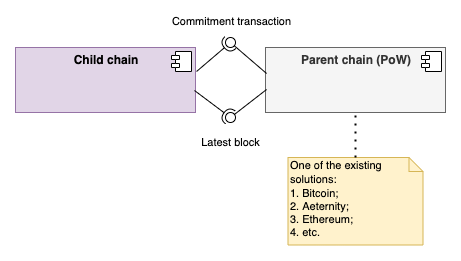 Commitment transaction
Child chain
Parent chain (PoW)
Latest block
One of the existing
solutions:
1. Bitcoin;
2. Aeternity;
3. Ethereum;
4. etc.